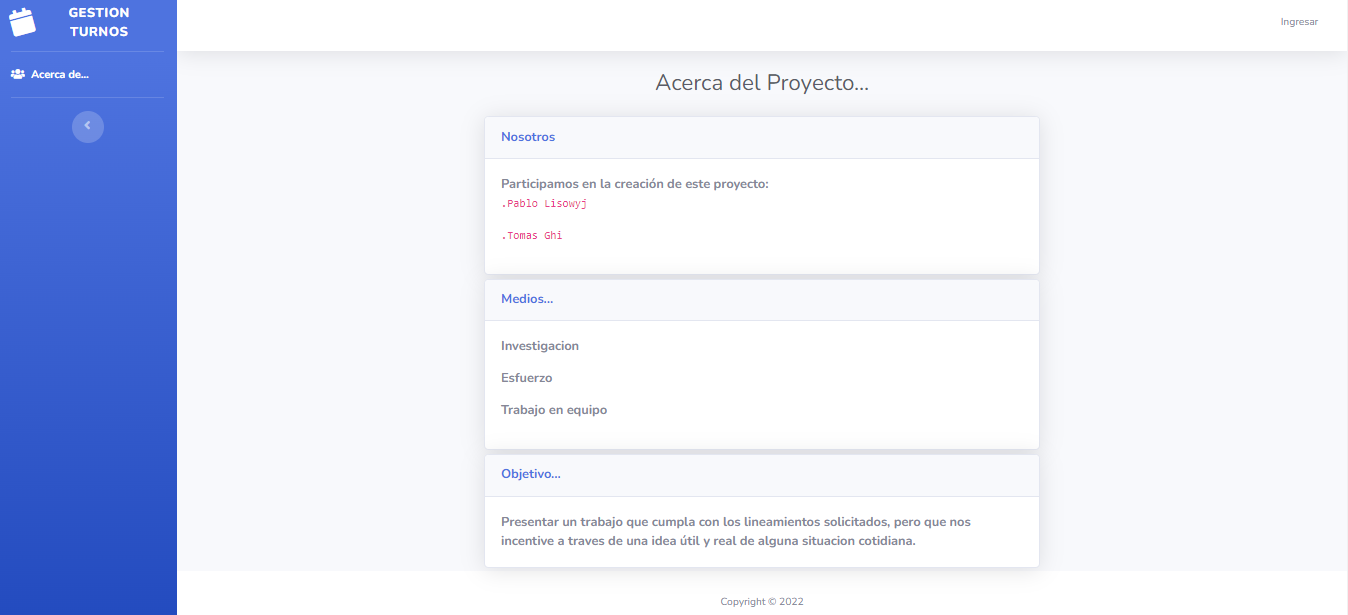 GESTION
TURNOS
Acerca de...
Ingresar
Acerca del Proyecto...
Nosotros
Participamos en la creación de este proyecto:
.Pablo Lisowyj
.Tomas Ghi
Medios...
Investigacion
Esfuerzo
Trabajo en equipo
Objetivo...
Presentar un trabajo que cumpla con los lineamientos solicitados, pero que nos
incentive a traves de una idea útil y real de alguna situacion cotidiana.
Copyright © 2022